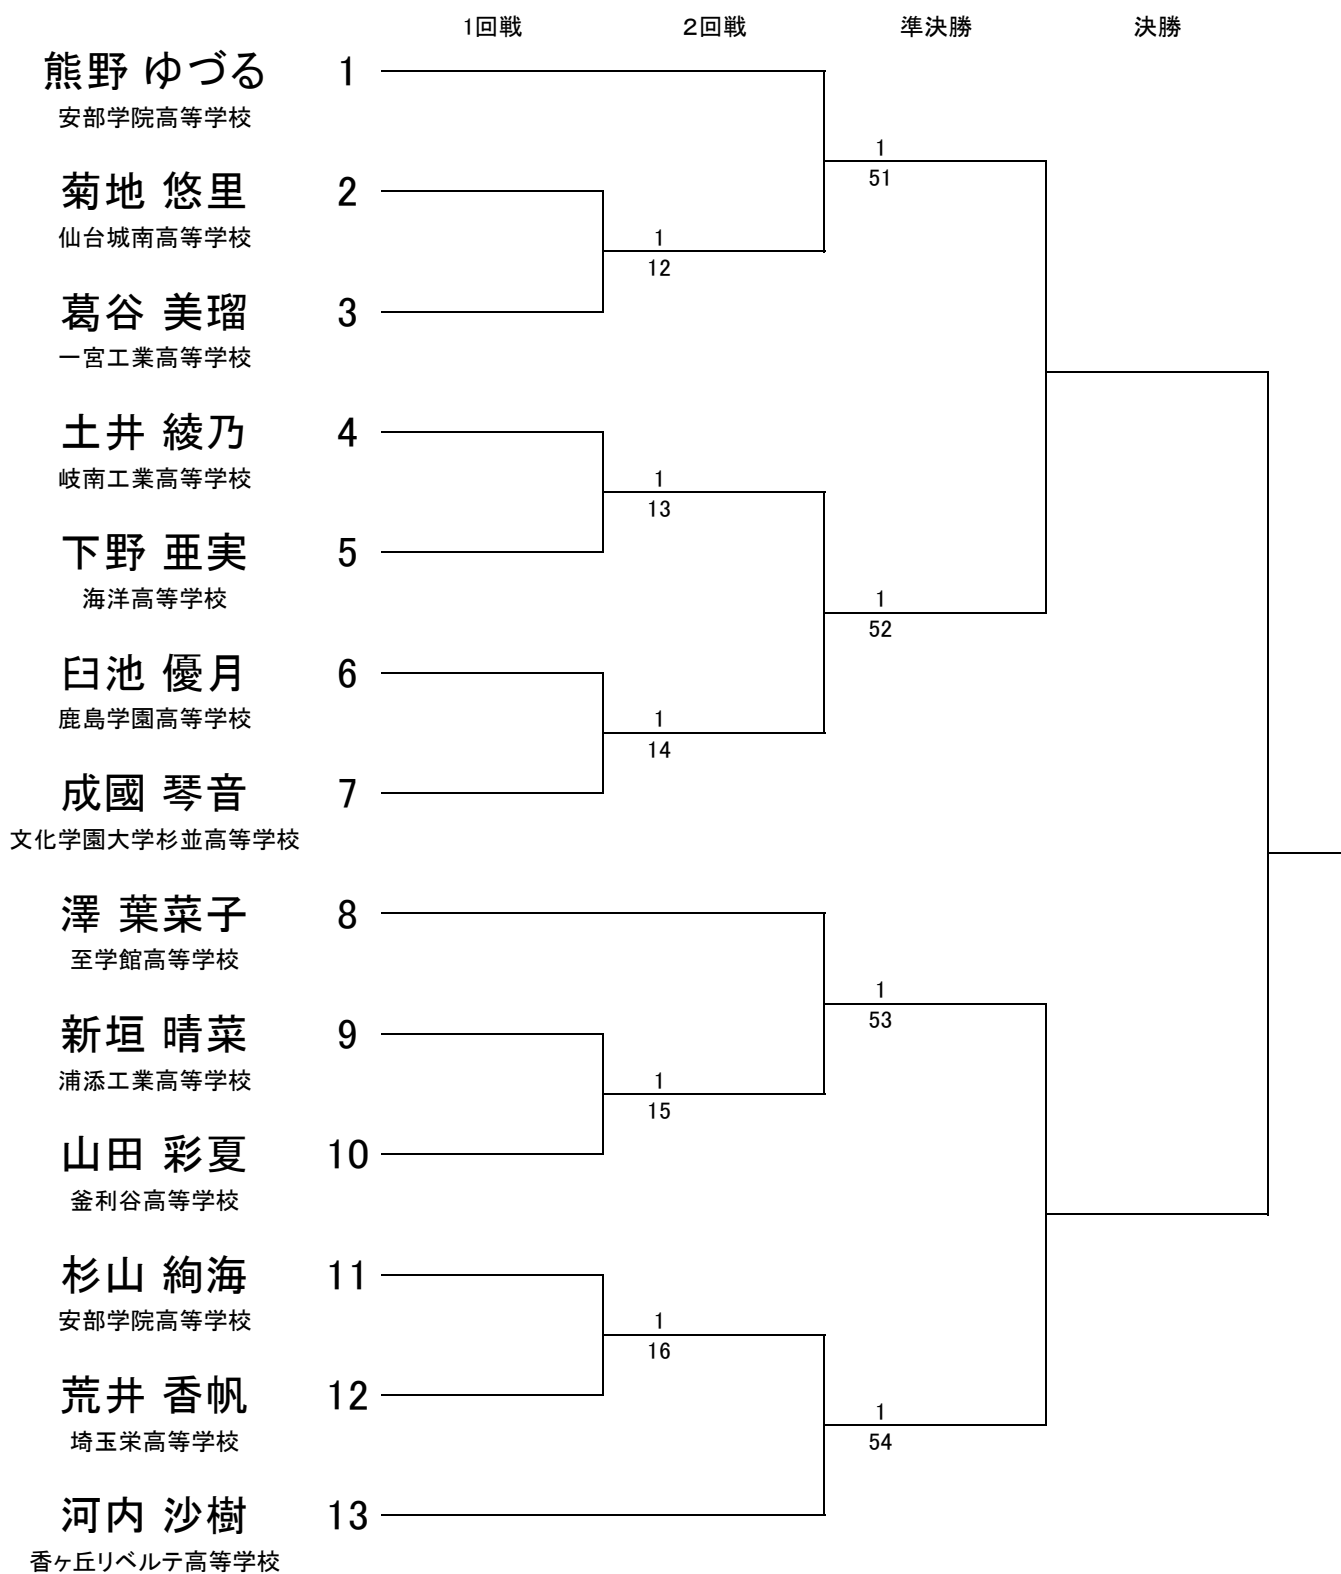 1回戦 2回戦 準決勝 決勝
熊野 ゆづる 1
安部学院高等学校
1
51
菊地 悠里 2
仙台城南高等学校
1
12
葛谷 美瑠 3
一宮工業高等学校
土井 綾乃 4
岐南工業高等学校
1
13
下野 亜実 5
海洋高等学校
1
52
臼池 優月 6
鹿島学園高等学校
1
14
成國 琴音 7
文化学園大学杉並高等学校
澤 葉菜子 8
至学館高等学校
1
53
新垣 晴菜 9
浦添工業高等学校
1
15
山田 彩夏 10
釜利谷高等学校
杉山 絢海 11
安部学院高等学校
1
16
荒井 香帆 12
埼玉栄高等学校
1
54
河内 沙樹 13
香ヶ丘リベルテ高等学校